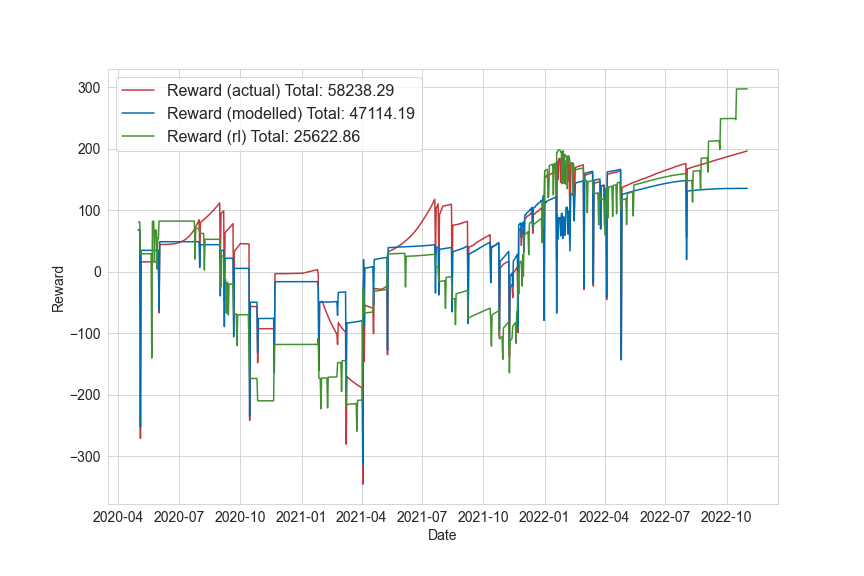 Reward (actual) Total: 58238.29
Reward (modelled) Total: 47114.19
Reward (rl) Total: 25622.86
300
200
100
0
−100
−200
−300
Reward
2020-04 2020-07 2020-10 2021-01 2021-04 2021-07 2021-10 2022-01 2022-04 2022-07 2022-10
Date